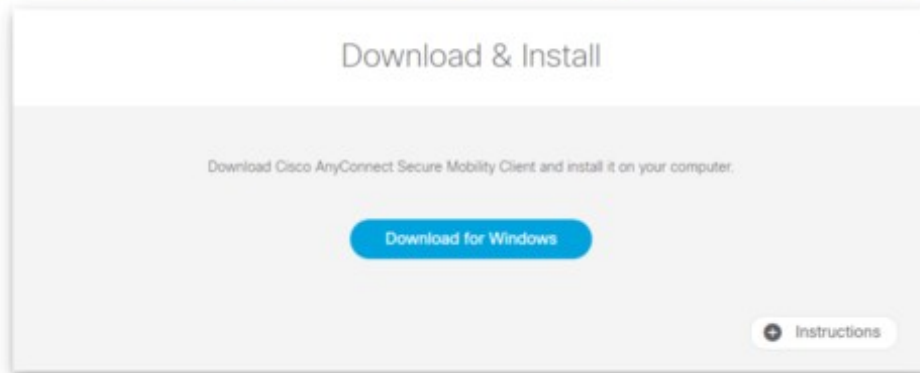 Download & Install
Download Cisco AnyConnect Secure Mobility Client and install it on your computer.
Download for Windows
Instructions